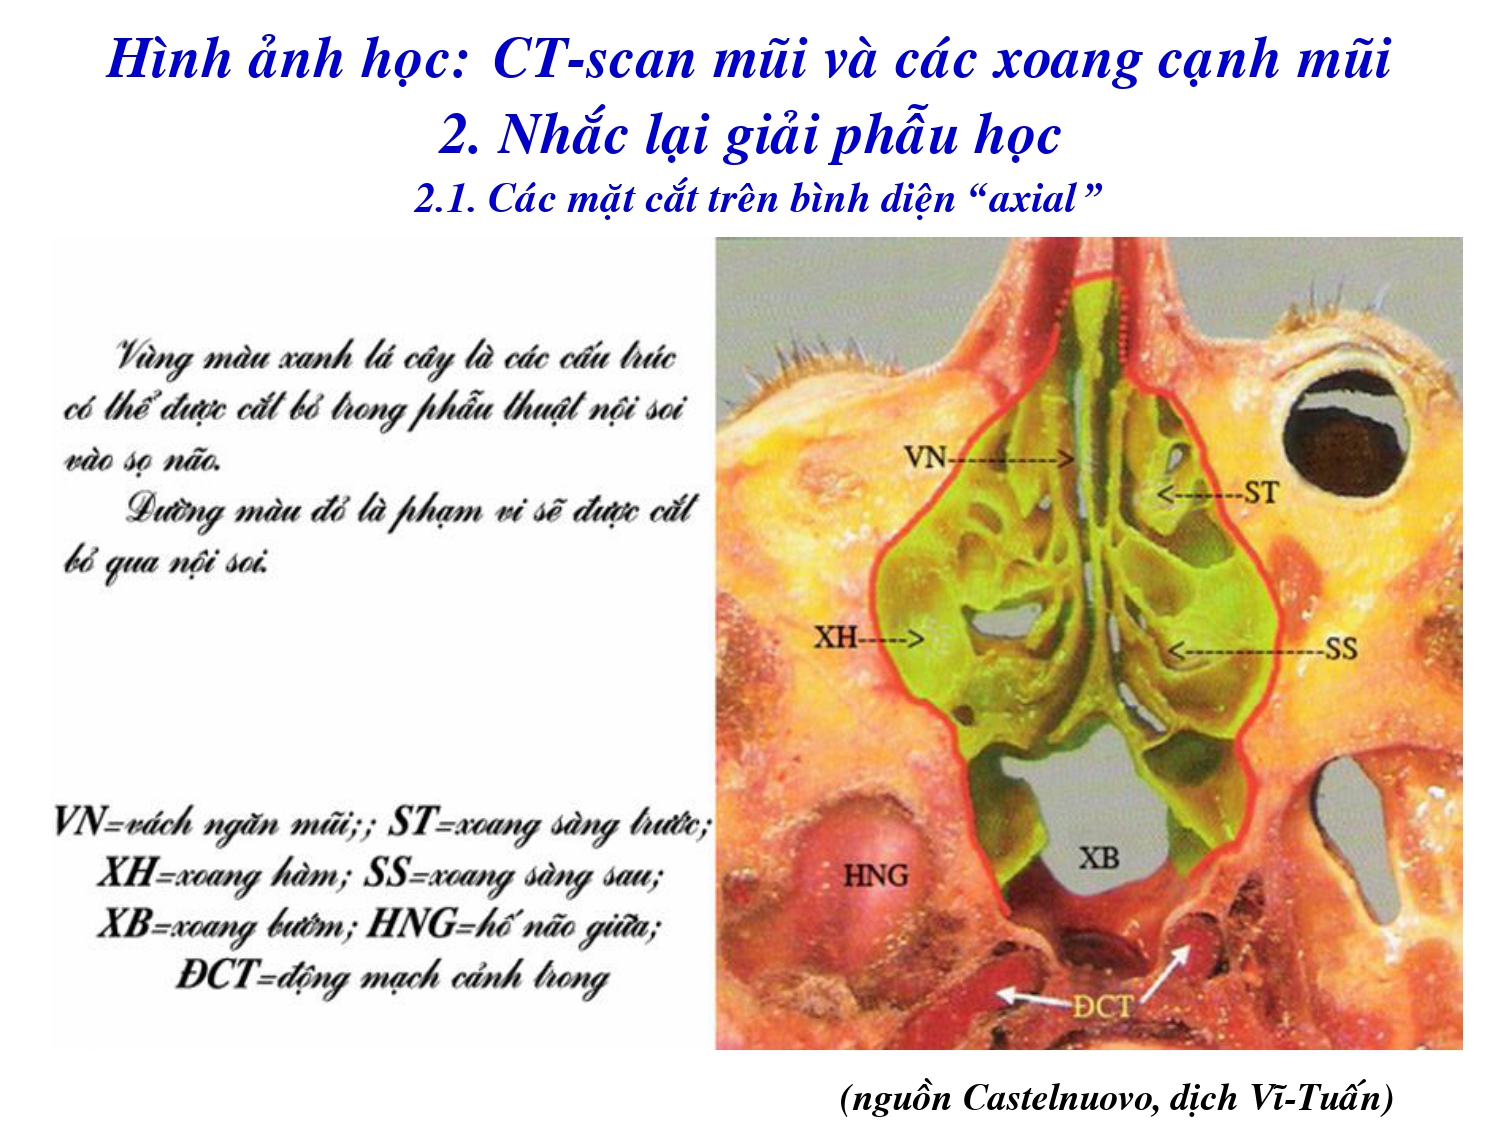 Hình ảnh học: CT-scan mũi và các xoang cạnh mũi
2. Nhắc lại giải phẫu học
2.1. Các mặt cắt trên bình diện “axial”
Vùng màu xanh lá cây là các cấu trúc
có thể được cắt bỏ trong phẫu thuật nội soi
vào sọ não.
Đường màu đỏ là phạm vi sẽ được cắt
bỏ qua nội soi.
VN=vách ngăn mũi;; ST=xoang sàng trước;
XH=xoang hàm; SS=xoang sàng sau;
XB=xoang bướm; HNG=hố não giữa;
ĐCT=động mạch cảnh trong
VN---------->
<-------ST
XH----->
<--------------SS
HNG
XB
ĐCT
(nguồn Castelnuovo, dịch Vĩ-Tuấn)